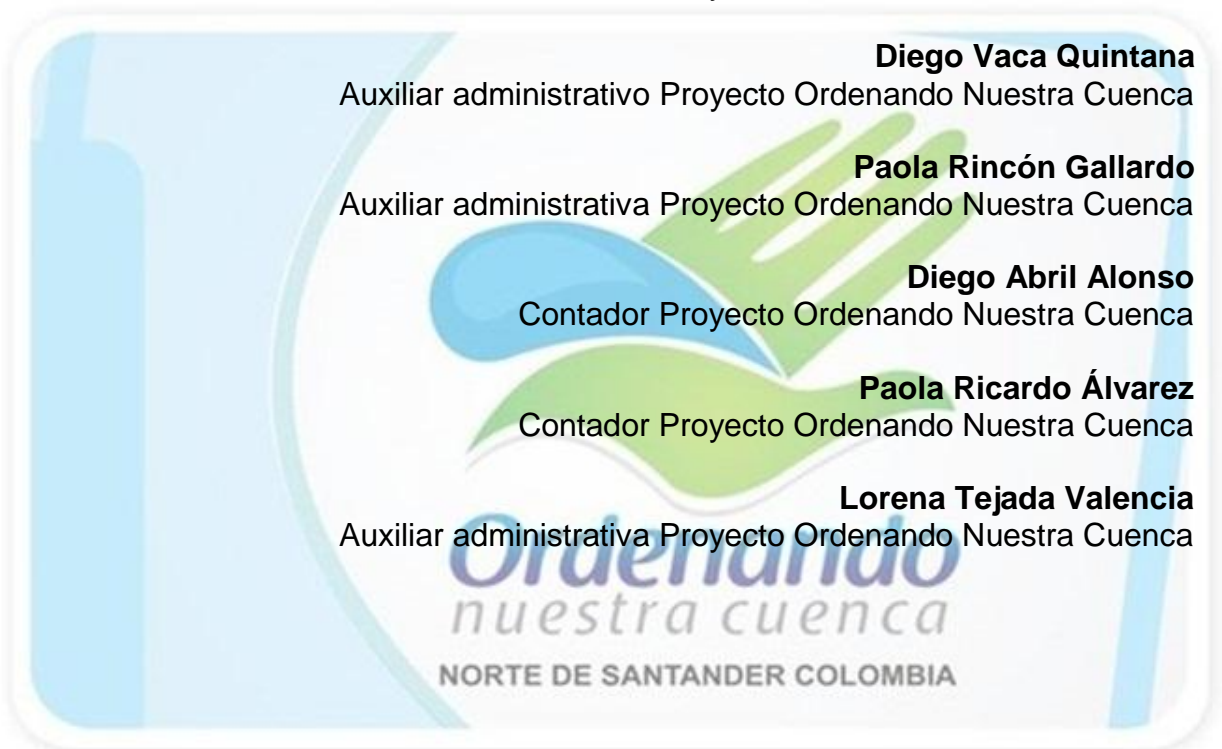 Diego Vaca Quintana
Auxiliar administrativo Proyecto Ordenando Nuestra Cuenca
Paola Rincón Gallardo
Auxiliar administrativa Proyecto Ordenando Nuestra Cuenca
Diego Abril Alonso
Contador Proyecto Ordenando Nuestra Cuenca
Paola Ricardo Álvarez
Contador Proyecto Ordenando Nuestra Cuenca
Lorena Tejada Valencia
Auxiliar administrativa Proyecto Ordenando Nuestra Cuenca
Ordenando
nuestra cuenca
NORTE DE SANTANDER COLOMBIA